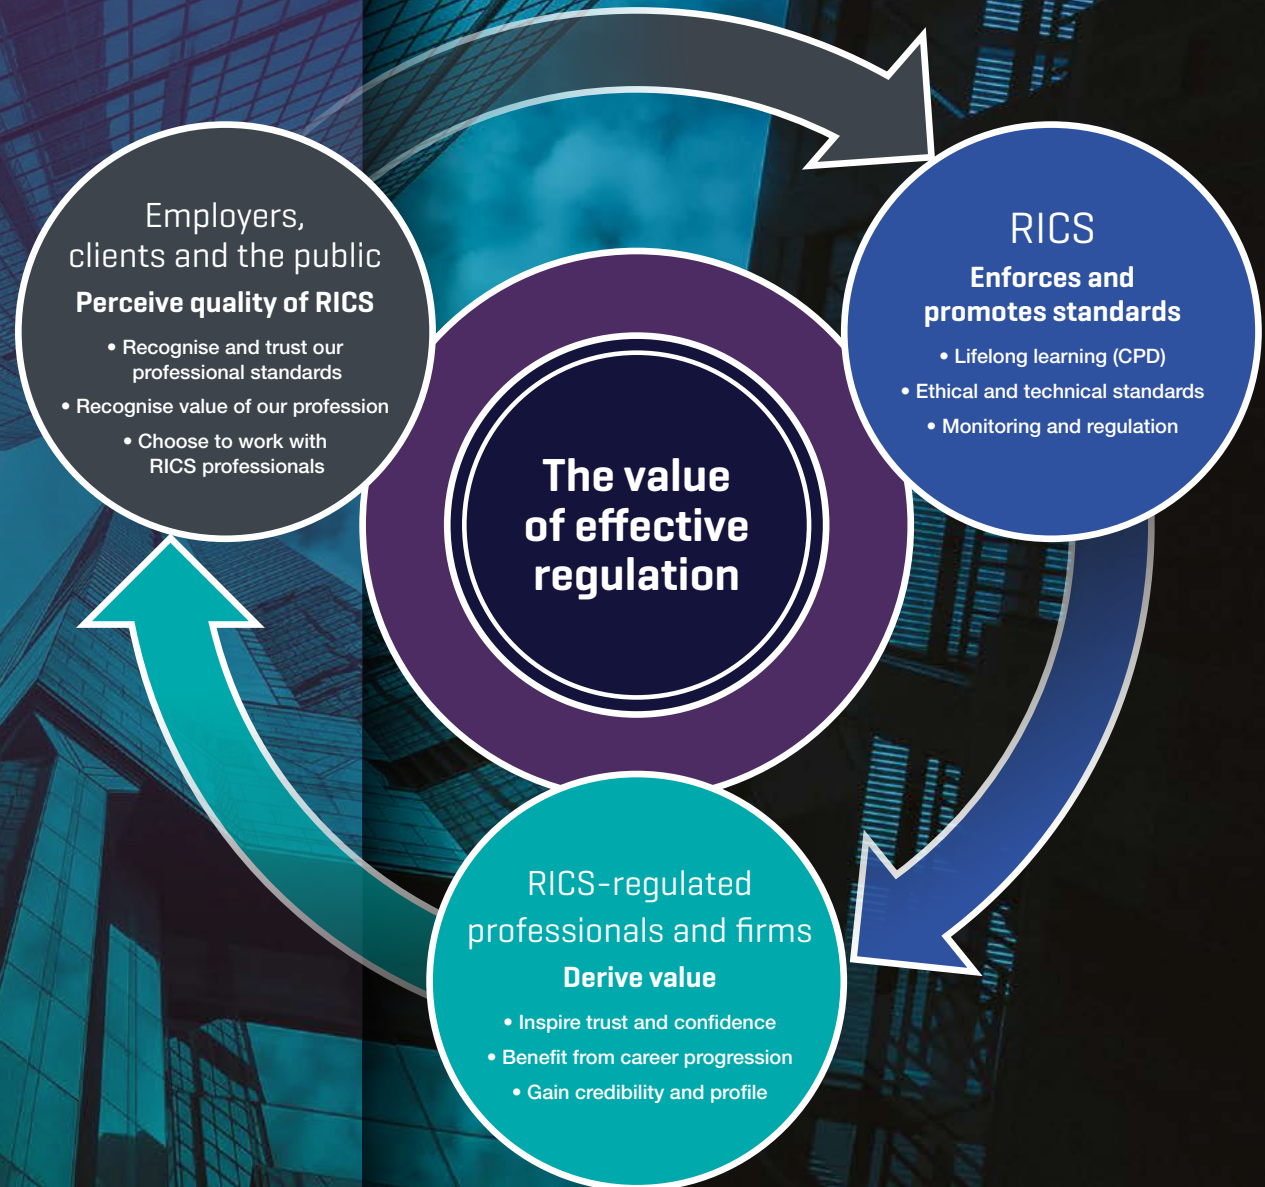 Employers,
clients and the public
Perceive quality of RICS
• Recognise and trust our
professional standards
• Recognise value of our profession
• Choose to work with
RICS professionals
RICS
Enforces and
promotes standards
• Lifelong learning (CPD)
• Ethical and technical standards
• Monitoring and regulation
The value
of effective
regulation
RICS-regulated
professionals and firms
Derive value
• Inspire trust and confidence
• Benefit from career progression
• Gain credibility and profile